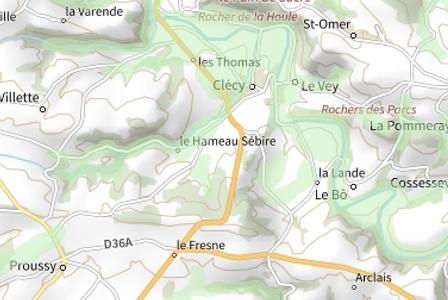 la Varende
Rocher de la Houle
St-Omer
les Thomas
Clécy
Le Vey
Villette
Rochers des Parcs
La Pommeray
le Hameau Sébire
la Lande
Le Bô
Cossessev
D36A
le Fresne
Proussy
Arclais